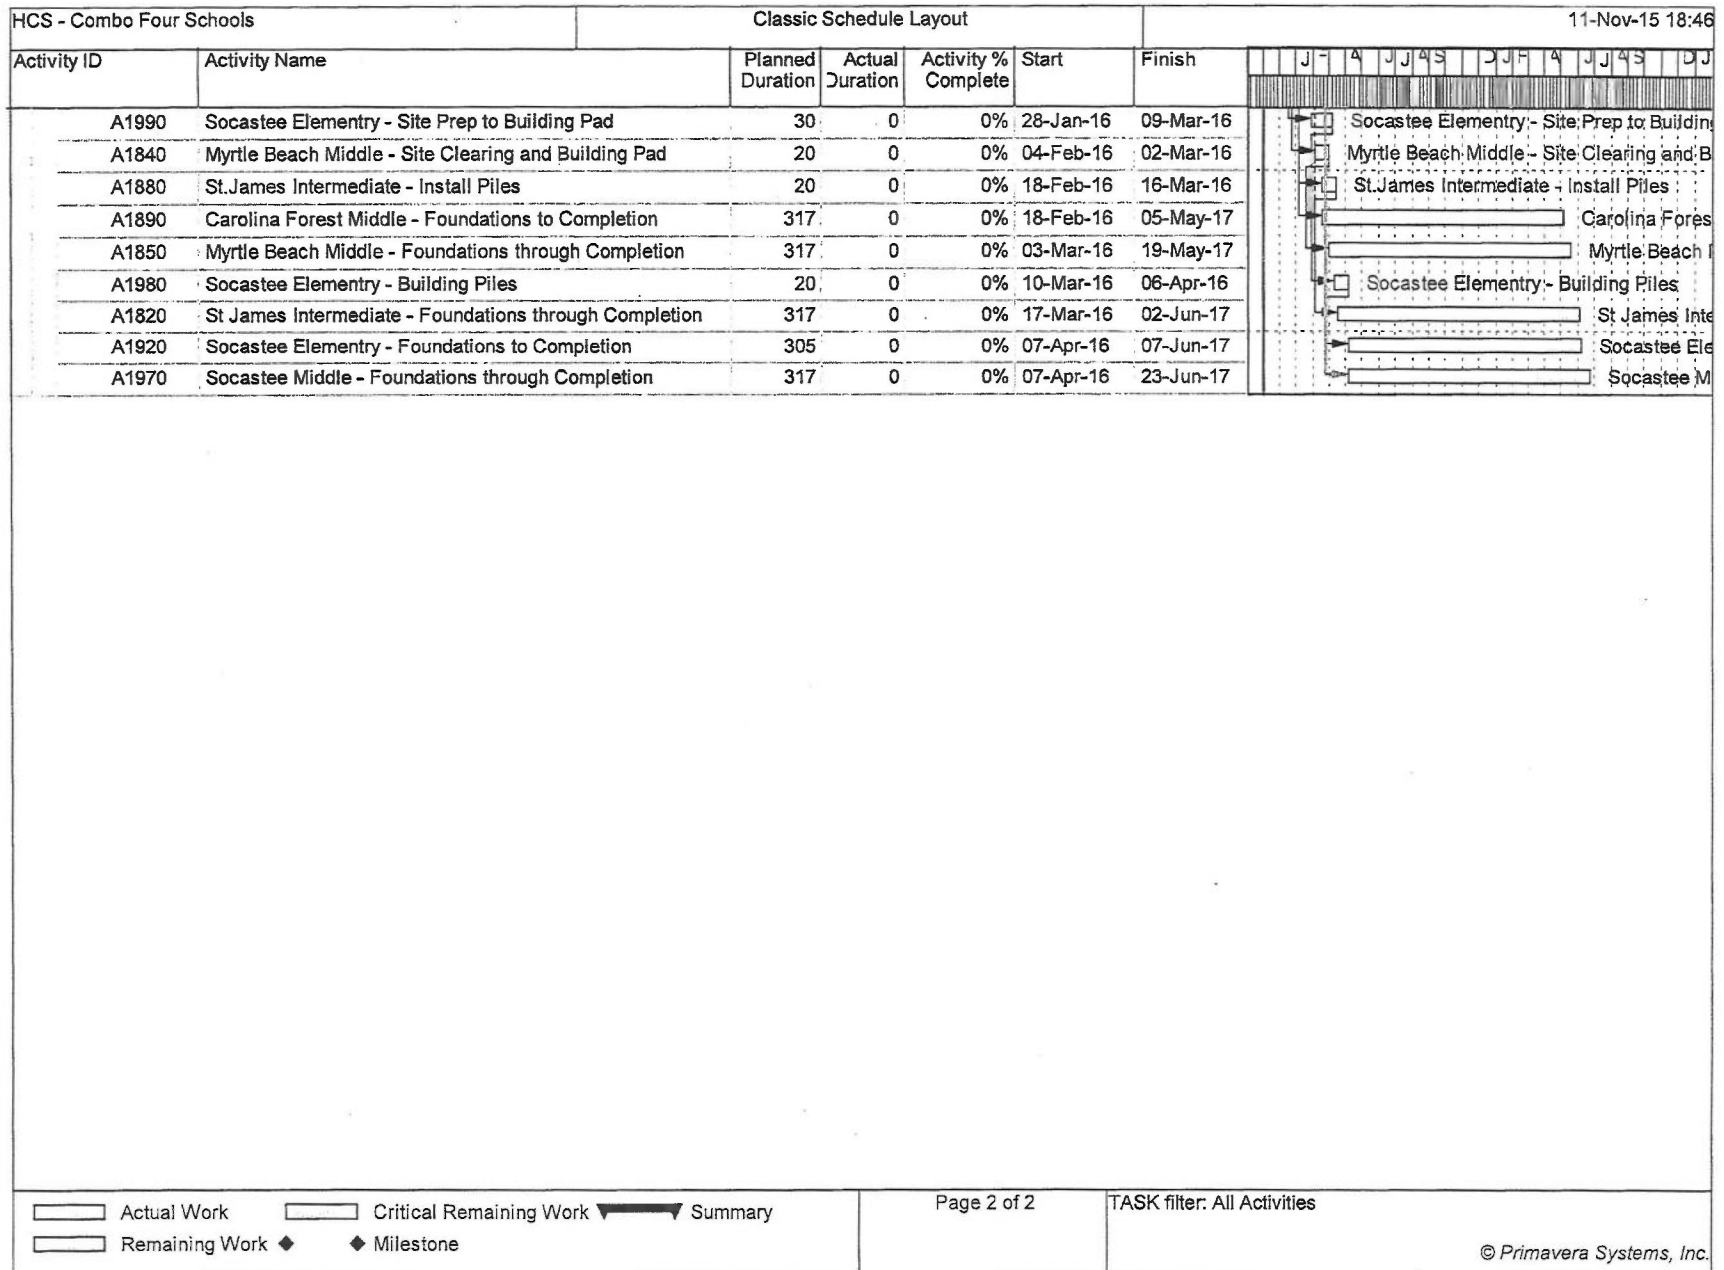 HCS - Combo Four Schools Classic Schedule Layout 11-Nov-15 18:46
Activity ID Activity Name Planned Duration Actual Duration Activity % Complete Start Finish J A J J A S D J F A J J A S D J
A1990 Socastee Elementry - Site Prep to Building Pad 30 0 0% 28-Jan-16 09-Mar-16 Socastee Elementry - Site Prep to Buildin
A1840 Myrtle Beach Middle - Site Clearing and Building Pad 20 0 0% 04-Feb-16 02-Mar-16 Myrtle Beach Middle - Site Clearing and B
A1880 St.James Intermediate - Install Piles 20 0 0% 18-Feb-16 16-Mar-16 St.James Intermediate - Install Piles
A1890 Carolina Forest Middle - Foundations to Completion 317 0 0% 18-Feb-16 05-May-17 Carolina Fores
A1850 Myrtle Beach Middle - Foundations through Completion 317 0 0% 03-Mar-16 19-May-17 Myrtle Beach
A1980 Socastee Elementry - Building Piles 20 0 0% 10-Mar-16 06-Apr-16 Socastee Elementry - Building Piles
A1820 St James Intermediate - Foundations through Completion 317 0 0% 17-Mar-16 02-Jun-17 St James Inte
A1920 Socastee Elementry - Foundations to Completion 305 0 0% 07-Apr-16 07-Jun-17 Socastee Ele
A1970 Socastee Middle - Foundations through Completion 317 0 0% 07-Apr-16 23-Jun-17 Socastee M
Actual Work Critical Remaining Work Summary Page 2 of 2 TASK filter: All Activities
Remaining Work Milestone
© Primavera Systems, Inc.